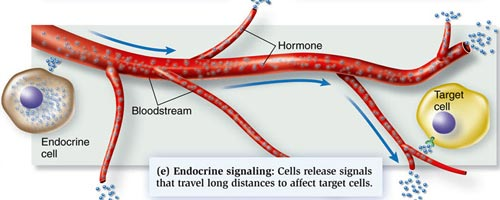 Hormone
Target
cell
Bloodstream
Endocrine
cell
(e) Endocrine signaling: Cells release signals
that travel long distances to affect target cells.